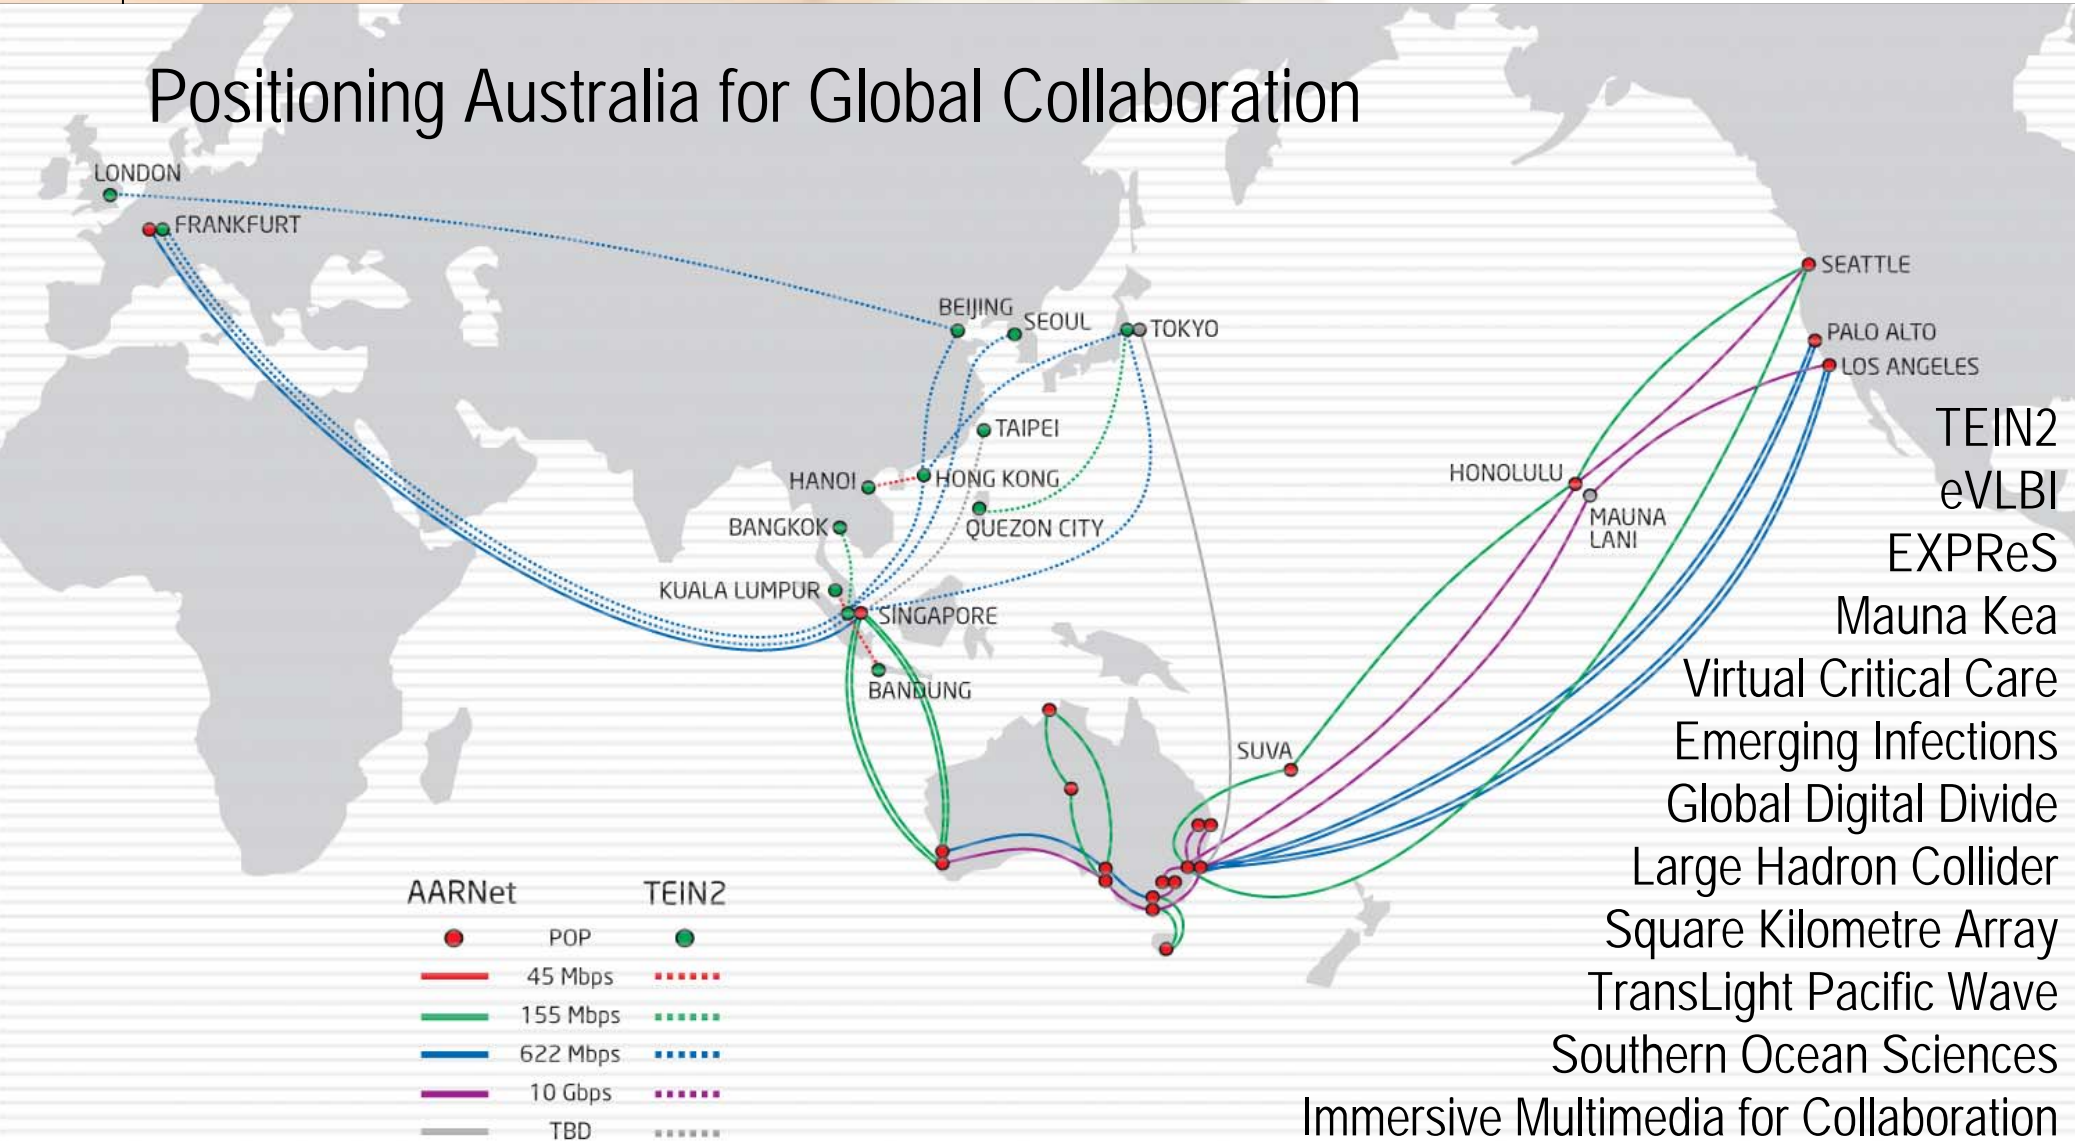 Positioning Australia for Global Collaboration
LONDON
FRANKFURT
BEIJING
SEOUL
TOKYO
TAIPEI
HANOI
HONG KONG
BANGKOK
QUEZON CITY
KUALA LUMPUR
SINGAPORE
BANDUNG
SEATTLE
PALO ALTO
LOS ANGELES
HONOLULU
MAUNA
LANI
SUVA
TEIN2
eVLBI
EXPReS
Mauna Kea
Virtual Critical Care
Emerging Infections
Global Digital Divide
Large Hadron Collider
Square Kilometre Array
TransLight Pacific Wave
Southern Ocean Sciences
Immersive Multimedia for Collaboration
AARNet TEIN2
POP
45 Mbps
155 Mbps
622 Mbps
10 Gbps
TBD